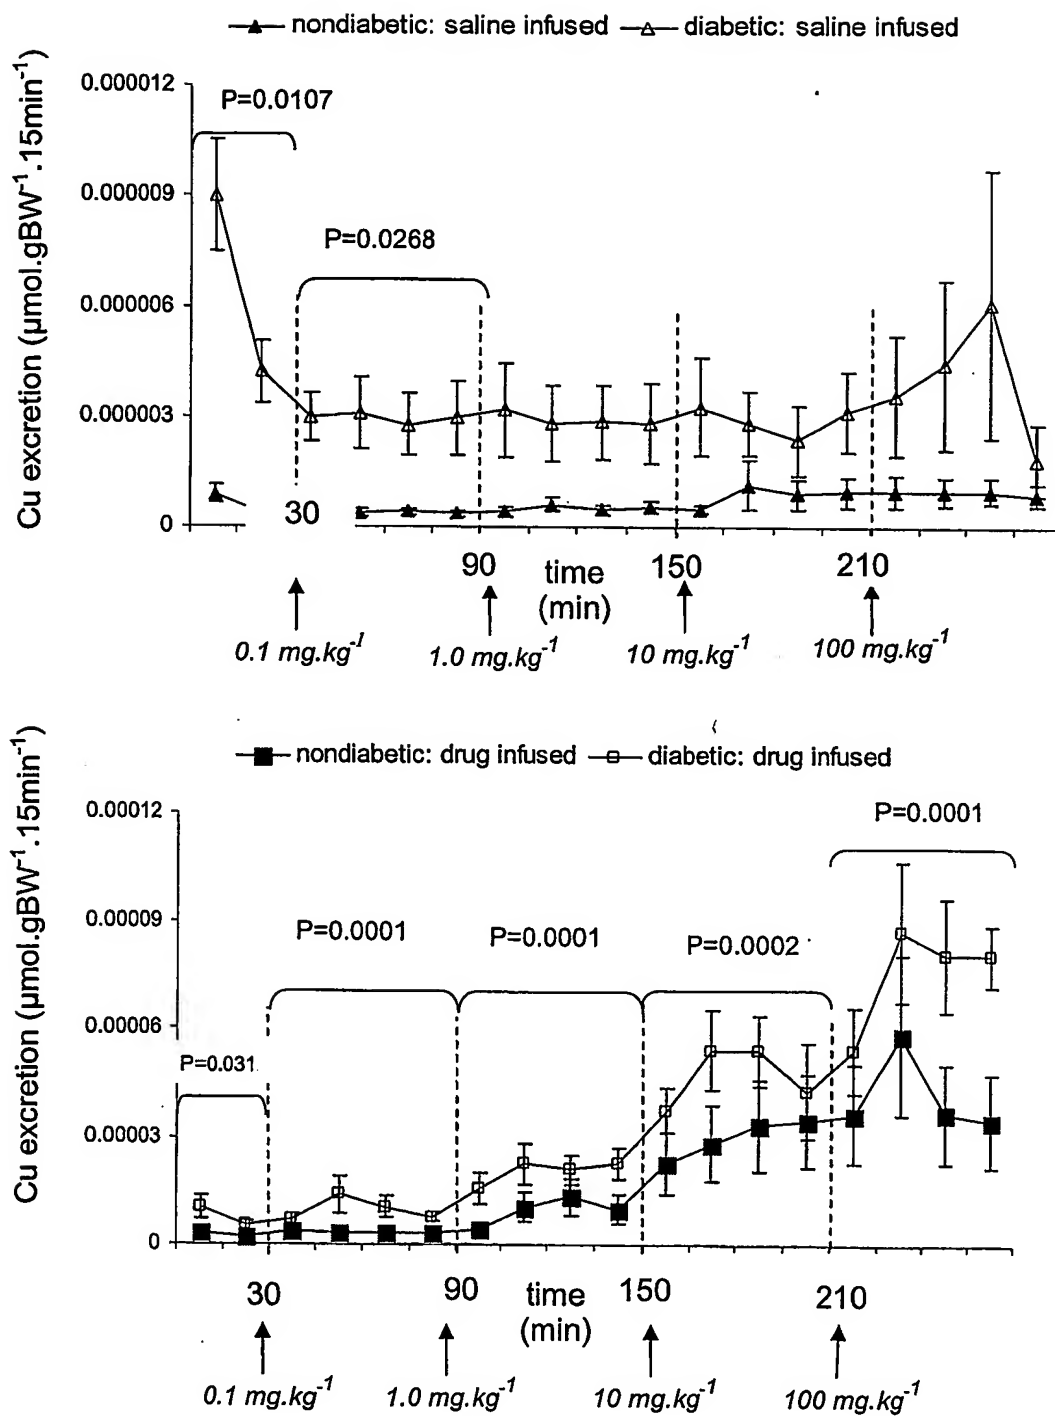 nondiabetic: saline infused diabetic: saline infused
Cu excretion (µmol.gBW⁻¹.15min⁻¹)
0.000012
P=0.0107
0.000009
P=0.0268
0.000006
0.000003
0
30
90 time 150 210
(min)
0.1 mg.kg⁻¹ 1.0 mg.kg⁻¹ 10 mg.kg⁻¹ 100 mg.kg⁻¹
nondiabetic: drug infused diabetic: drug infused
Cu excretion (µmol.gBW⁻¹.15min⁻¹)
0.00012
P=0.0001
0.00009
P=0.0001 P=0.0001 P=0.0002
0.00006
P=0.031
0.00003
0
30 90 time 150 210
(min)
0.1 mg.kg⁻¹ 1.0 mg.kg⁻¹ 10 mg.kg⁻¹ 100 mg.kg⁻¹